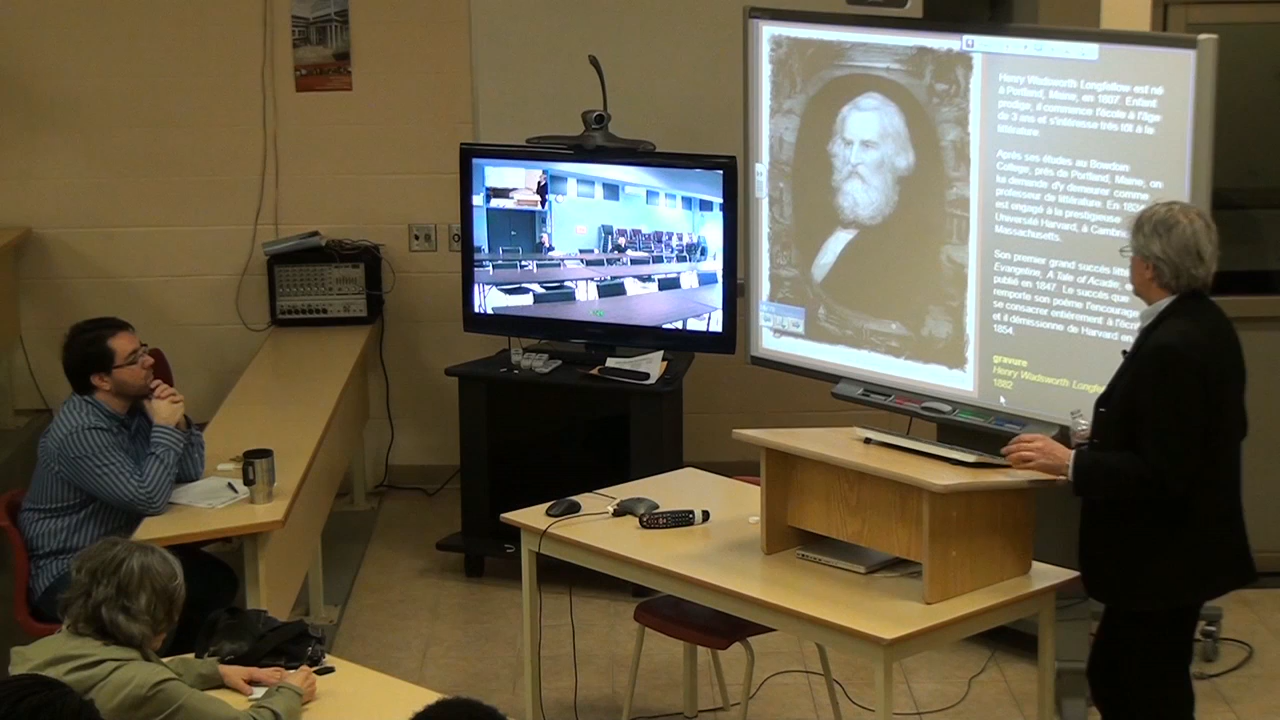 Henry Wadsworth Longfellow est né
à Portland, Maine, en 1807. Enfant
prodige, il commence l'école à l'âge
de 3 ans et s'intéresse très tôt à la
littérature.
Après ses études au Bowdoin
College, près de Portland, Maine, on
lui demande d'y demeurer comme
professeur de littérature. En
est engagé à la prestigieuse
Université Harvard, à
Massachusetts.
Son premier grand succès
Evangeline, A Tale of Acadie,
publié en 1847. Le succès que
remporte son poème l'encourage
se consacrer entièrement à
et il démissionne de Harvard en
1854.
gravure
Henry Wadsworth
1882